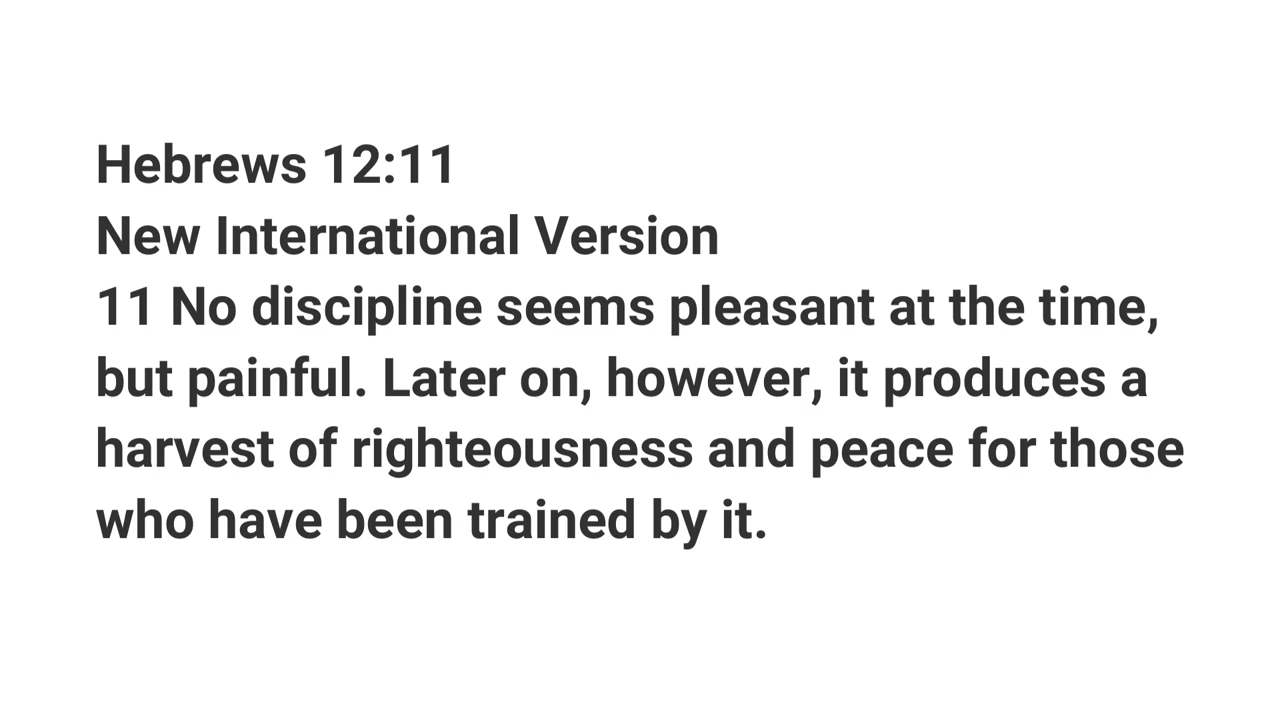 Hebrews 12:11
New International Version
11 No discipline seems pleasant at the time,
but painful. Later on, however, it produces a
harvest of righteousness and peace for those
who have been trained by it.